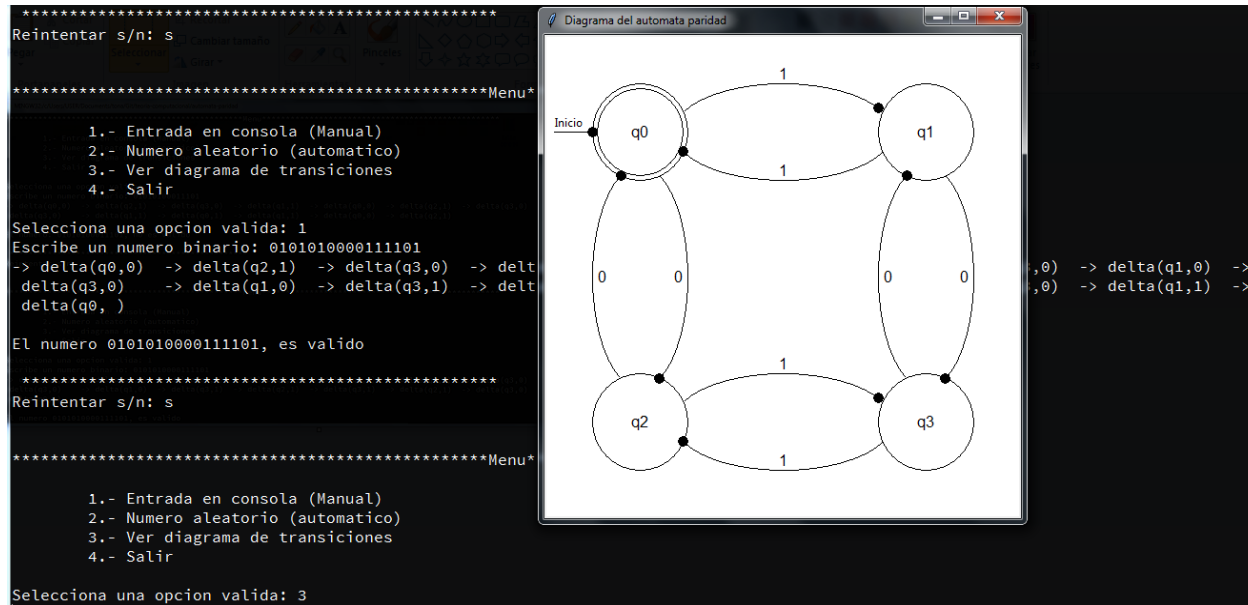 ************************************************** 
Reintentar s/n: s
**************************************************Menu*
1.- Entrada en consola (Manual)
2.- Numero aleatorio (automatico)
3.- Ver diagrama de transiciones
4.- Salir
Selecciona una opcion valida: 1
Escribe un numero binario: 0101010000111101
-> delta(q0,0)  -> delta(q2,1)  -> delta(q3,0)  -> delt ,0)  -> delta(q1,0)  ->
delta(q3,0)  -> delta(q1,0)  -> delta(q3,1)  -> delt ,0)  -> delta(q1,1)  ->
delta(q0, )
El numero 0101010000111101, es valido
**************************************************
Reintentar s/n: s
**************************************************Menu*
1.- Entrada en consola (Manual)
2.- Numero aleatorio (automatico)
3.- Ver diagrama de transiciones
4.- Salir
Selecciona una opcion valida: 3
Diagrama del automata paridad
1
Inicio
q0
q1
1
0
0
0
0
1
q2
q3
1